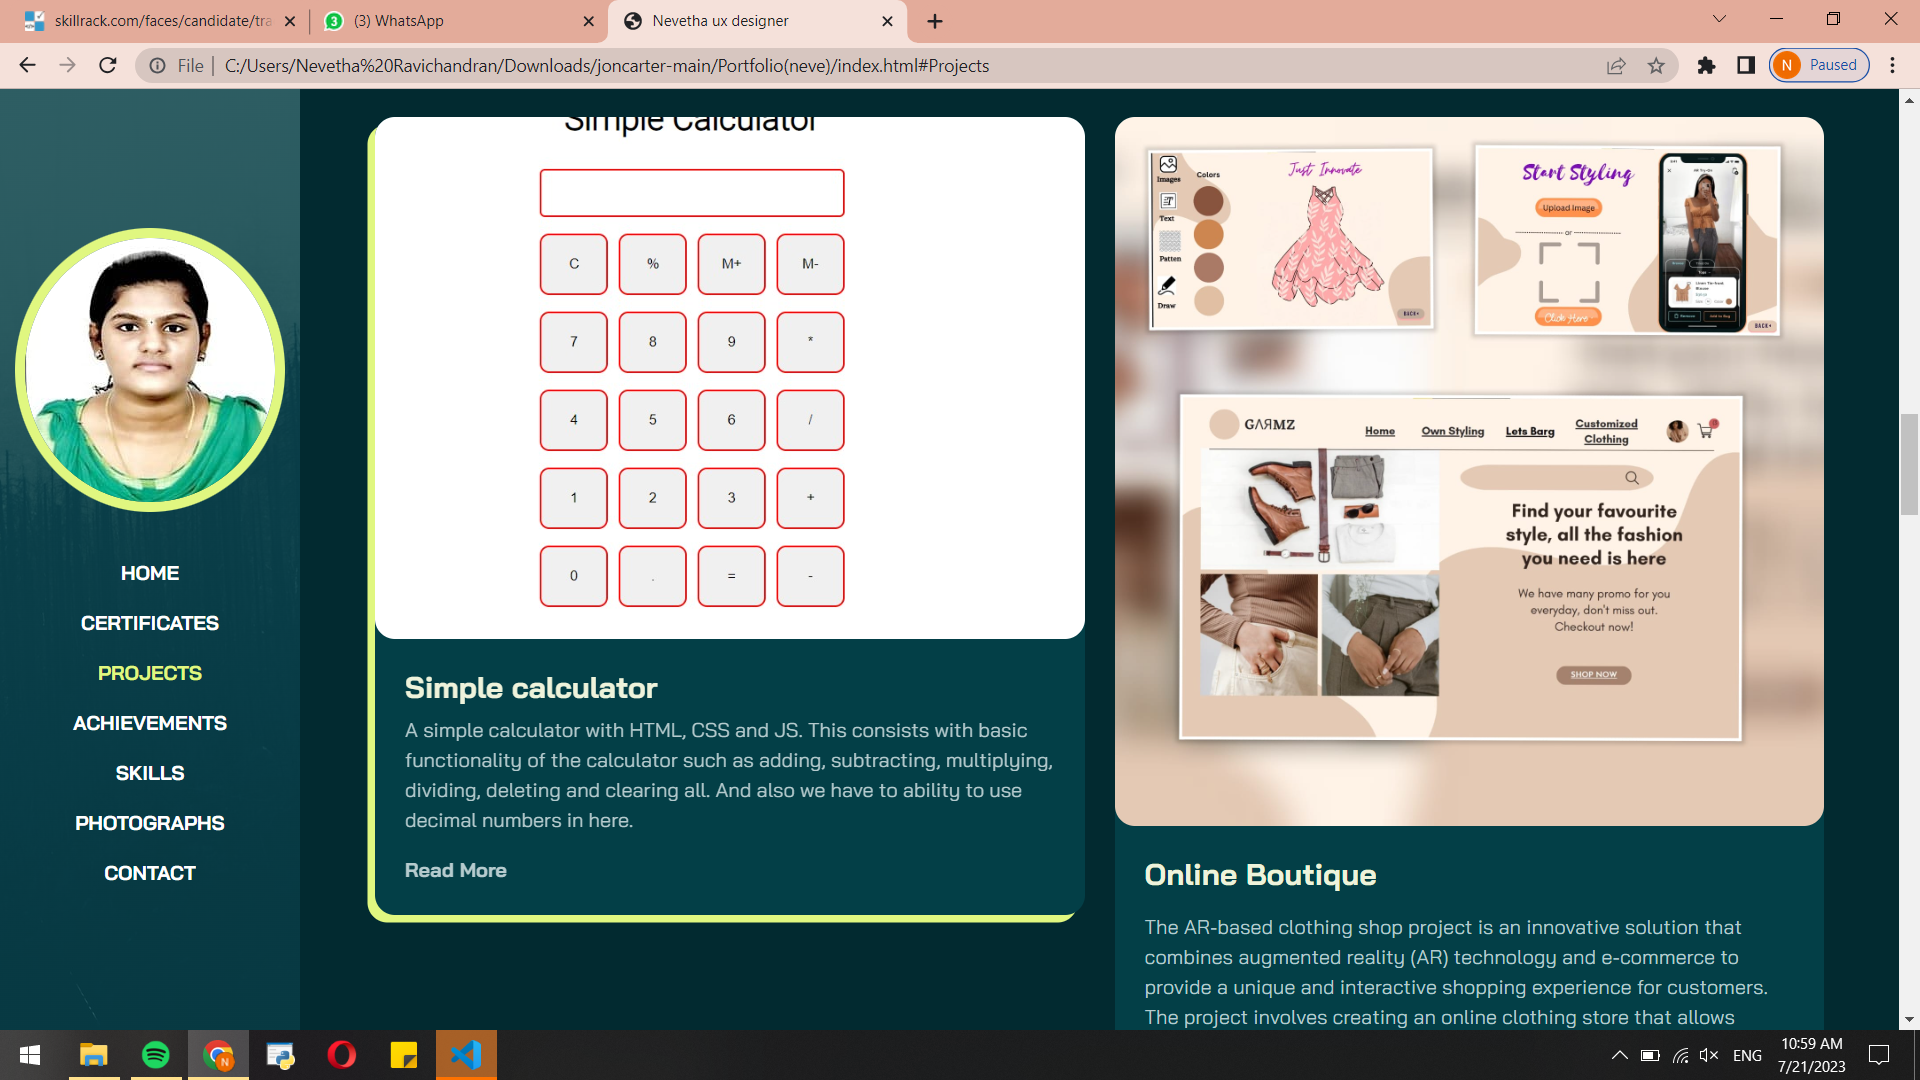 skillrack.com/faces/candidate/tra
(3) WhatsApp
Nevetha ux designer
File
C:/Users/Nevetha%20Ravichandran/Downloads/joncarter-main/Portfolio(neve)/index.html#Projects
N
Paused
HOME
CERTIFICATES
PROJECTS
ACHIEVEMENTS
SKILLS
PHOTOGRAPHS
CONTACT
Simple Calculator
C
%
M+
M-
7
8
9
*
4
5
6
/
1
2
3
+
0
.
=
-
Simple calculator
A simple calculator with HTML, CSS and JS. This consists with basic
functionality of the calculator such as adding, subtracting, multiplying,
dividing, deleting and clearing all. And also we have to ability to use
decimal numbers in here.
Read More
Images
Text
Patten
Draw
Colors
Just Innovate
BACK
Start Styling
Upload Image
or
Click Here
BACK
GΛЯMZ
Home
Own Styling
Lets Barg
Customized
Clothing
Find your favourite
style, all the fashion
you need is here
We have many promo for you
everyday, don't miss out.
Checkout now!
SHOP NOW
Online Boutique
The AR-based clothing shop project is an innovative solution that
combines augmented reality (AR) technology and e-commerce to
provide a unique and interactive shopping experience for customers.
The project involves creating an online clothing store that allows
ENG
10:59 AM
7/21/2023